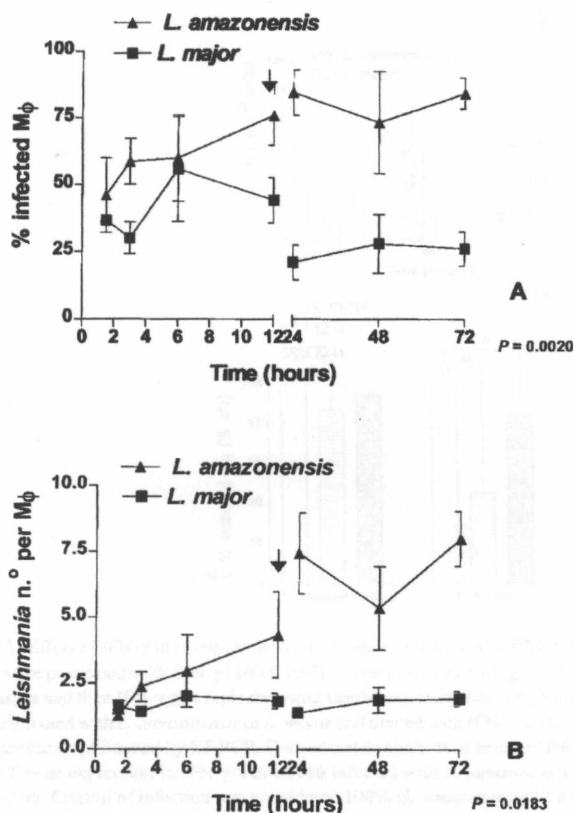 L. amazonensis
L. major
% infected Mϕ
100
75
50
25
0
0 2 4 6 8 10 12 24 48 72
Time (hours)
A
P = 0.0020
L. amazonensis
L. major
Leishmania n.º per Mϕ
10.0
7.5
5.0
2.5
0.0
0 2 4 6 8 10 12 24 48 72
Time (hours)
B
P = 0.0183